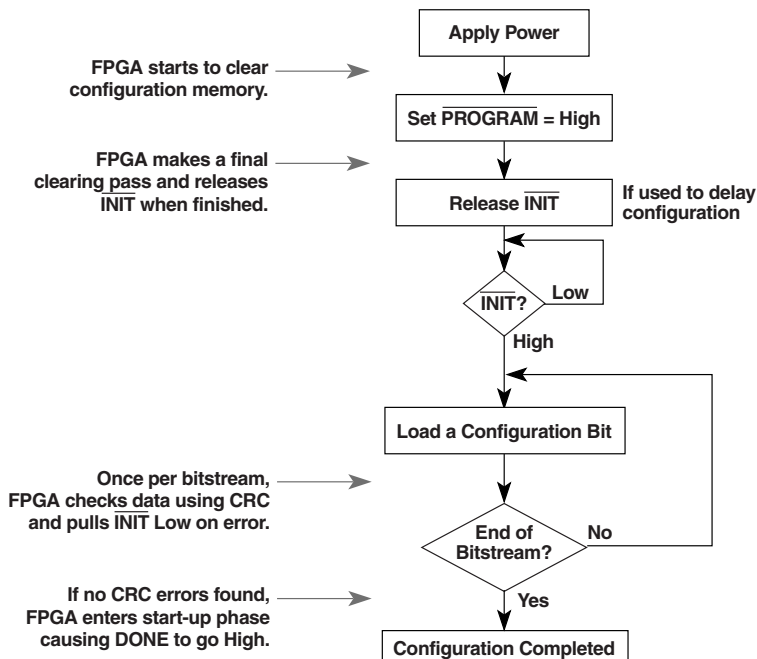 Apply Power
FPGA starts to clear
configuration memory.
Set PROGRAM = High
FPGA makes a final
clearing pass and releases
INIT when finished.
Release INIT
If used to delay
configuration
INIT?
Low
High
Load a Configuration Bit
Once per bitstream,
FPGA checks data using CRC
and pulls INIT Low on error.
End of
Bitstream?
No
Yes
If no CRC errors found,
FPGA enters start-up phase
causing DONE to go High.
Configuration Completed